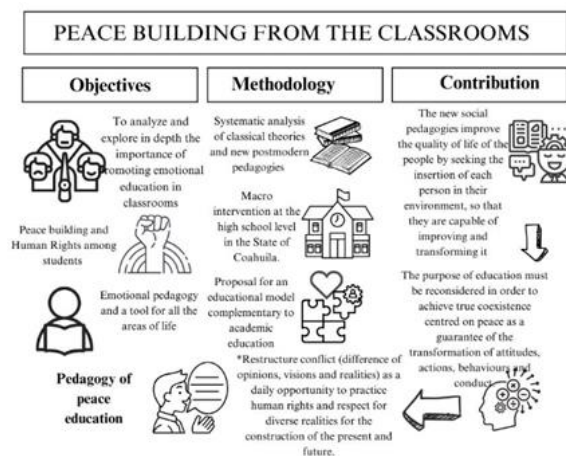 PEACE BUILDING FROM THE CLASSROOMS
Objectives
To analyze and
explore in depth the
importance of
promoting emotional
education in
classrooms
Peace building and
Human Rights among
students
Emotional pedagogy
and a tool for all the
areas of life
Pedagogy of
peace
education
Methodology
Systematic analysis of
classical theories
and new postmodern
pedagogies
Macro
intervention at the
high school level
in the State of
Coahuila.
Proposal for an
educational model
complementary to
academic
education
*Restructure conflict (difference of
opinions, visions and realities) as a
daily opportunity to practice
human rights and respect for
diverse realities for the
construction of the present and
future.
Contribution
The new social
pedagogies improve
the quality of life of the
people by seeking the
insertion of each
person in their
environment, so that
they are capable of
improving and
transforming it
The purpose of education must
be reconsidered in order to
achieve true coexistence
centred on peace as a
guarantee of the
transformation of attitudes,
actions, behaviours and
conduct